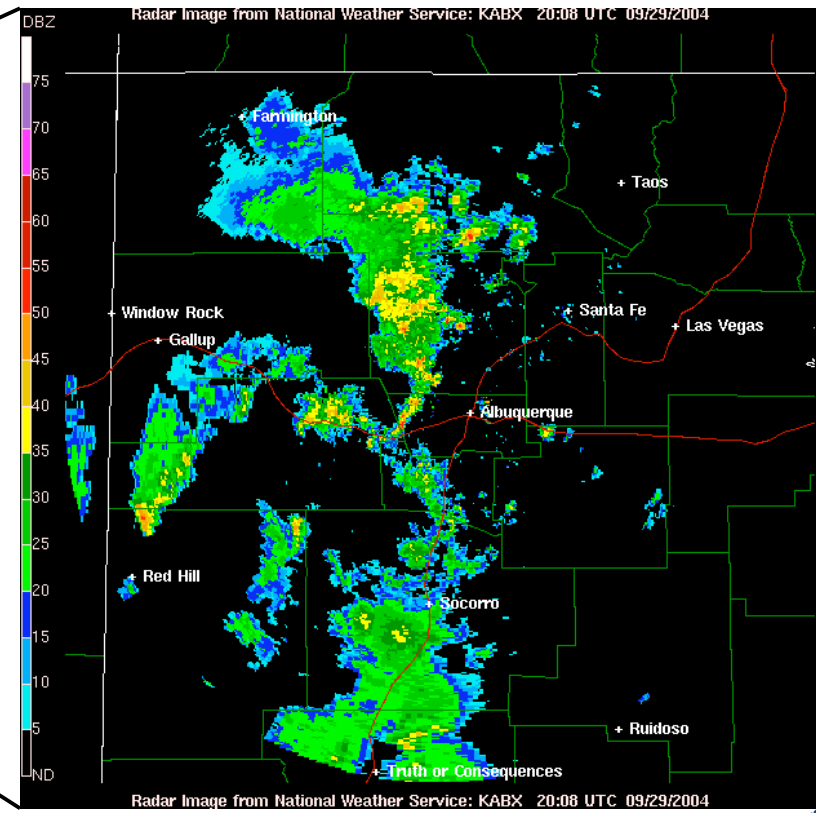 Radar Image from National Weather Service: KABX 20:08 UTC 09/29/2004
DBZ
75
70
65
60
55
50
45
40
35
30
25
20
15
10
5
ND
Farmington
Taos
Window Rock
Santa Fe
Las Vegas
Gallup
Albuquerque
Red Hill
Socorro
Ruidoso
Truth or Consequences
Radar Image from National Weather Service: KABX 20:08 UTC 09/29/2004